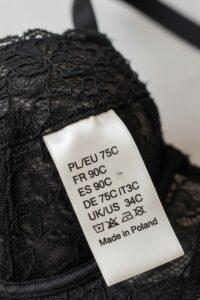 PL/EU 75C
FR 90C
ES 90C
DE 75C IT3C
UK/US 34C
Made in Poland